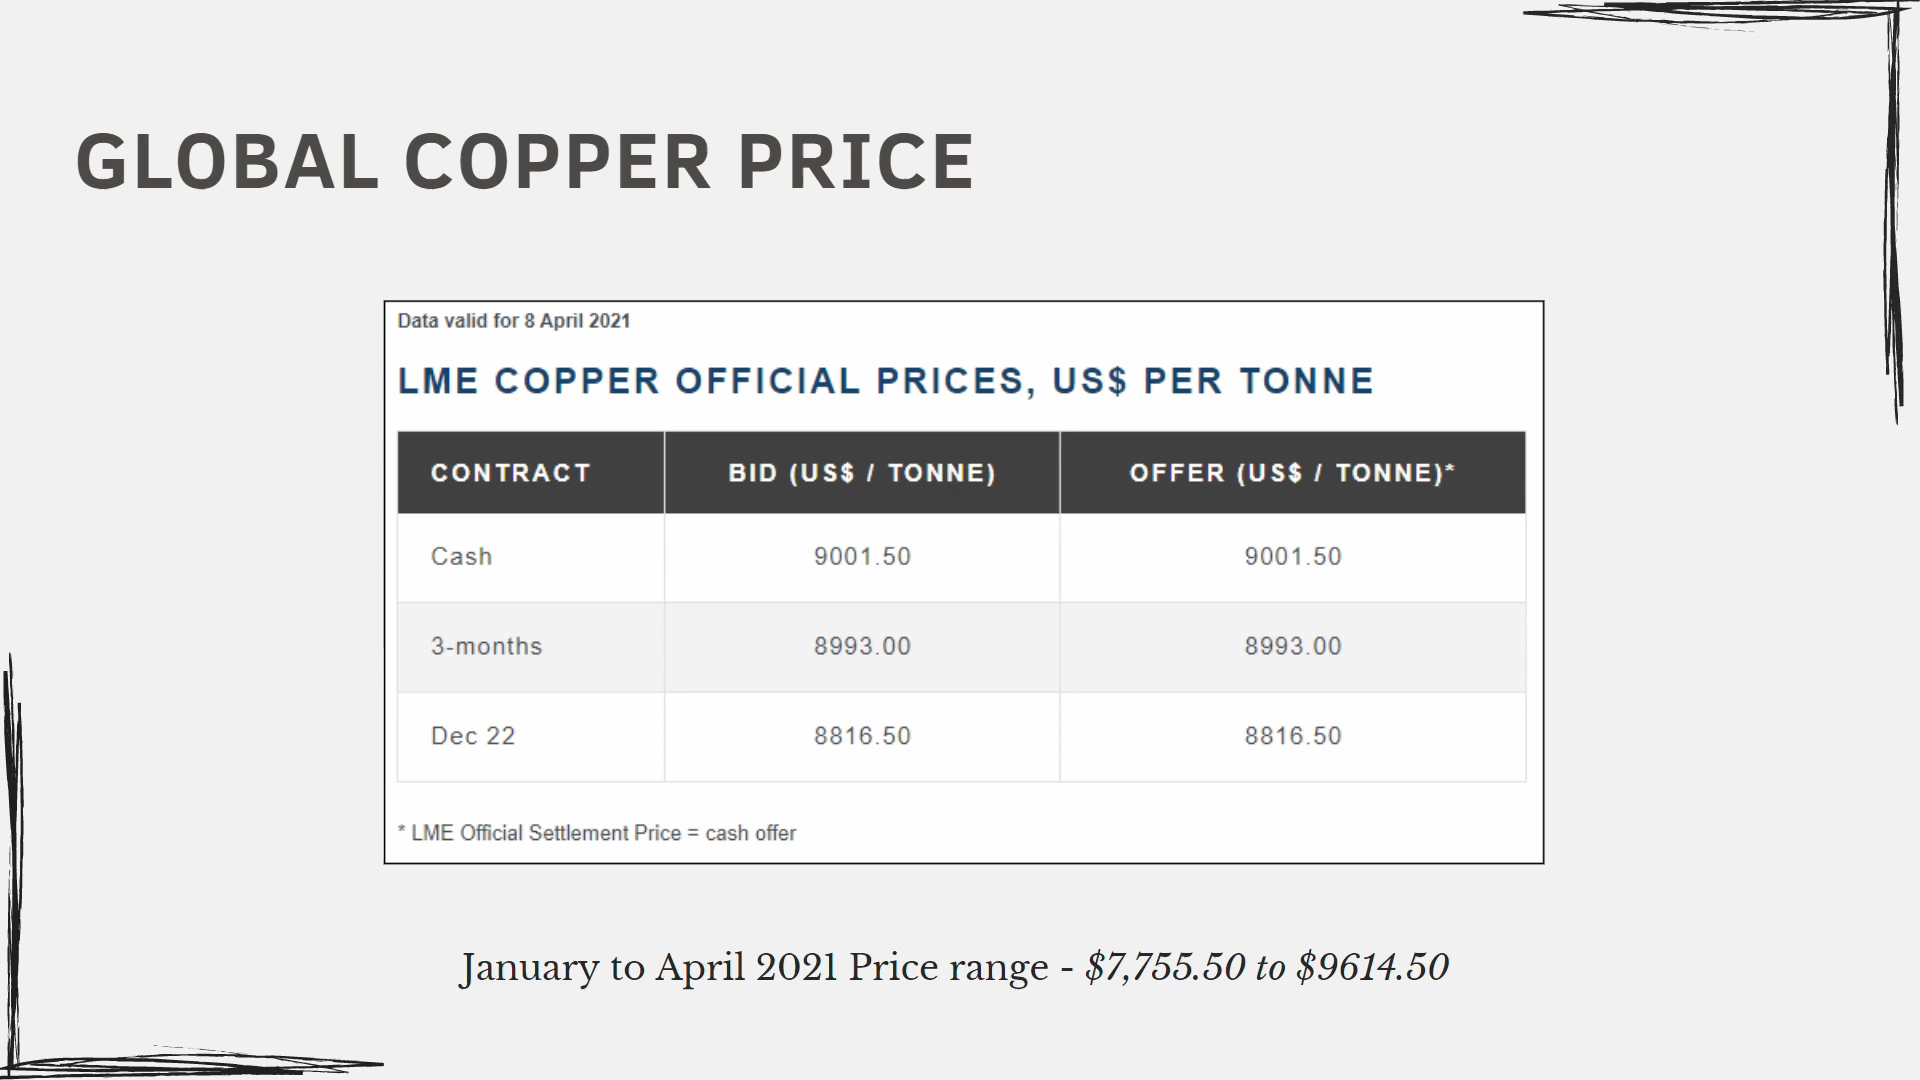 GLOBAL COPPER PRICE
Data valid for 8 April 2021
LME COPPER OFFICIAL PRICES, US$ PER TONNE
CONTRACT BID (US$ / TONNE) OFFER (US$ / TONNE)*
Cash 9001.50 9001.50
3-months 8993.00 8993.00
Dec 22 8816.50 8816.50
* LME Official Settlement Price = cash offer
January to April 2021 Price range - $7,755.50 to $9614.50